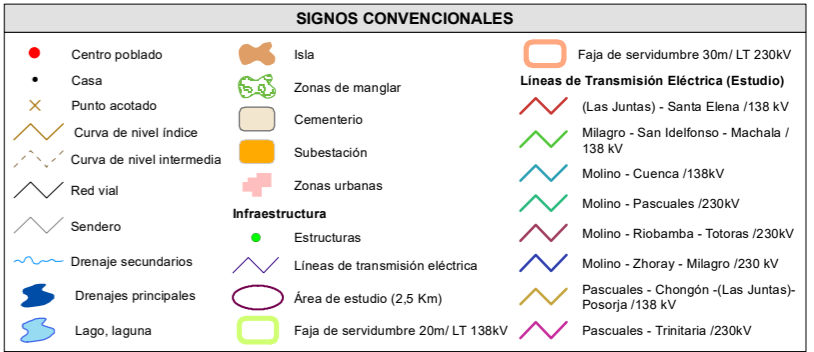 SIGNOS CONVENCIONALES
Centro poblado
Casa
Punto acotado
Curva de nivel índice
Curva de nivel intermedia
Red vial
Sendero
Drenaje secundarios
Drenajes principales
Lago, laguna
Isla
Zonas de manglar
Cementerio
Subestación
Zonas urbanas
Infraestructura
Estructuras
Líneas de transmisión eléctrica
Área de estudio (2,5 Km)
Faja de servidumbre 20m/ LT 138kV
Faja de servidumbre 30m/ LT 230kV
Líneas de Transmisión Eléctrica (Estudio)
(Las Juntas) - Santa Elena /138 kV
Milagro - San Idelfonso - Machala /
138 kV
Molino - Cuenca /138kV
Molino - Pascuales /230kV
Molino - Riobamba - Totoras /230kV
Molino - Zhoray - Milagro /230 kV
Pascuales - Chongón -(Las Juntas)-
Posorja /138 kV
Pascuales - Trinitaria /230kV